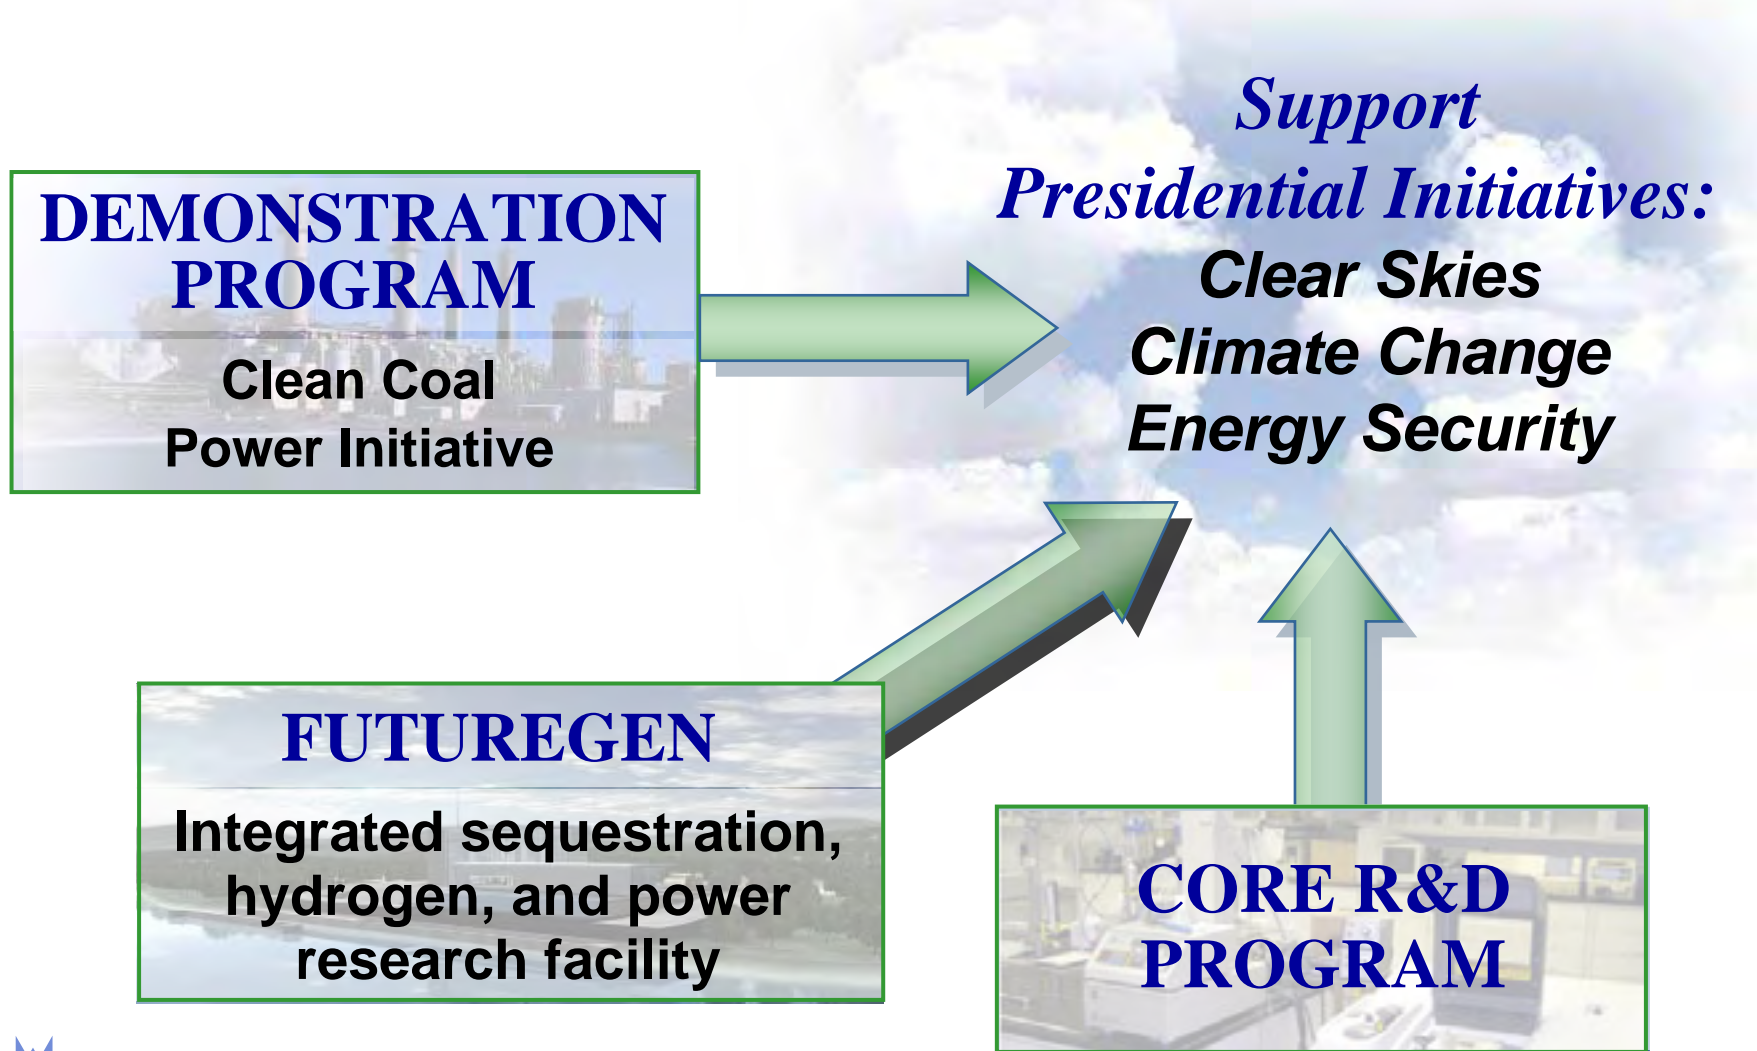 Support
Presidential Initiatives:
Clear Skies
Climate Change
Energy Security
DEMONSTRATION
PROGRAM
Clean Coal
Power Initiative
FUTUREGEN
Integrated sequestration,
hydrogen, and power
research facility
CORE R&D
PROGRAM